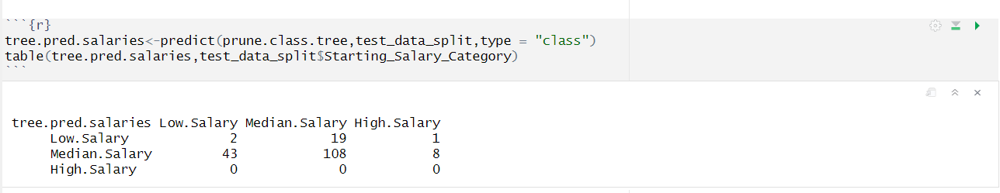 ```{r}
tree.pred.salaries<-predict(prune.class.tree,test_data_split,type = "class")
table(tree.pred.salaries,test_data_split$Starting_Salary_Category)
```
tree.pred.salaries Low.Salary Median.Salary High.Salary
Low.Salary 2 19 1
Median.Salary 43 108 8
High.Salary 0 0 0